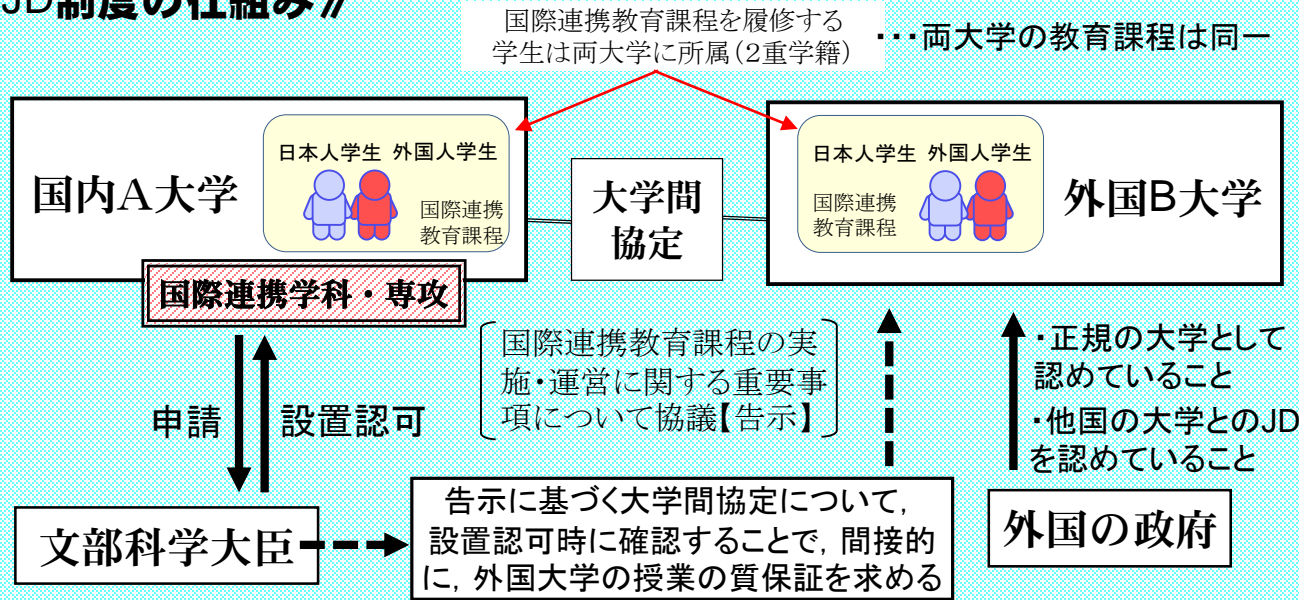 JD制度の仕組み》
国際連携教育課程を履修する
学生は両大学に所属(2重学籍)
・・・両大学の教育課程は同一
国内A大学
日本人学生 外国人学生
国際連携
教育課程
国際連携学科・専攻
大学間
協定
日本人学生 外国人学生
国際連携
教育課程
外国B大学
申請
設置認可
国際連携教育課程の実
施・運営に関する重要事
項について協議【告示】
・正規の大学として
認めていること
・他国の大学とのJD
を認めていること
文部科学大臣
告示に基づく大学間協定について,
設置認可時に確認することで, 間接的
に, 外国大学の授業の質保証を求める
外国の政府